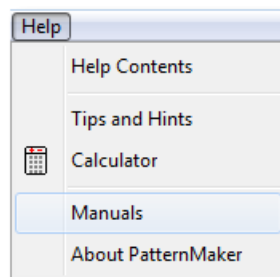 Help
Help Contents
Tips and Hints
Calculator
Manuals
About PatternMaker